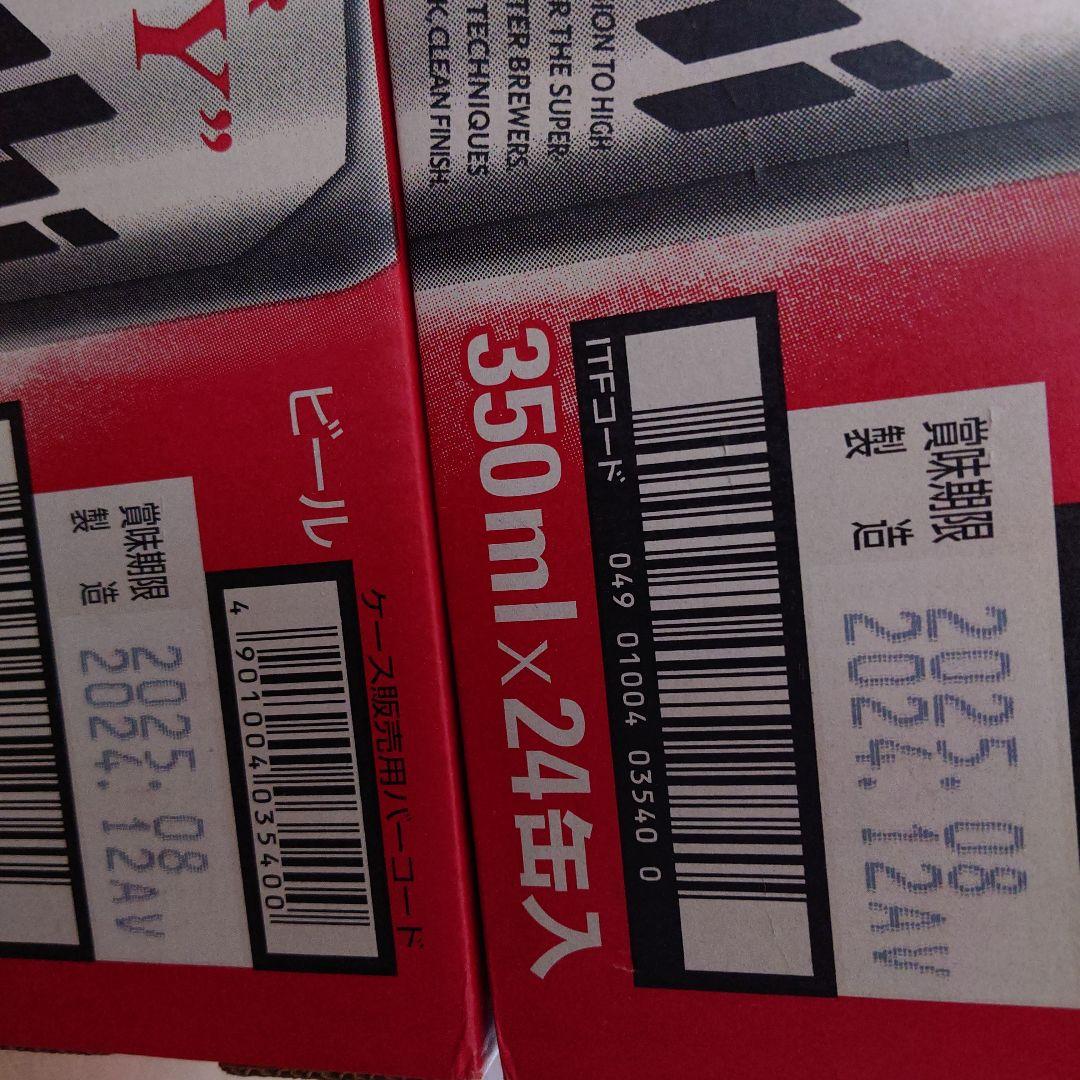 Y”
ビール
賞味期限 2025.08
製造 2024.12AW
ケース販売用バーコード
4 901004 035400
DION TO HIGH
R THE SUPER
TER BREWERS.
TECHNIQUES
K, CLEAN FINISH.
350ml×24缶入
ITFコード
049 01004 03540 0
賞味期限 2025.08
製造 2024.12AW